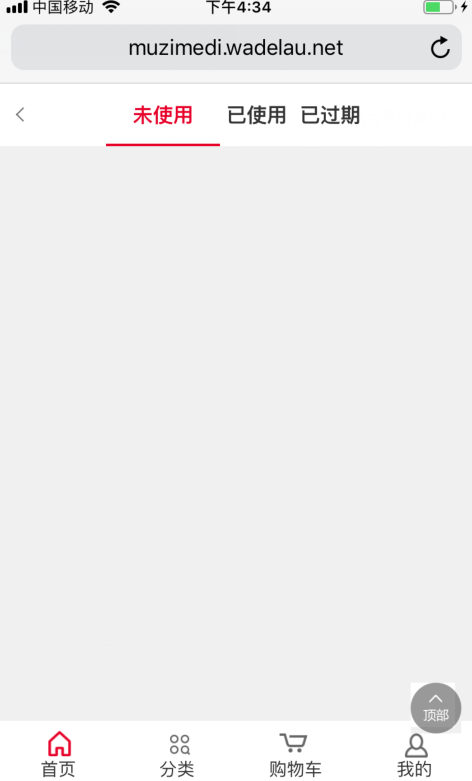 中国移动 下午4:34
muzimedi.wadelau.net
未使用 已使用 已过期
顶部
首页 分类 购物车 我的